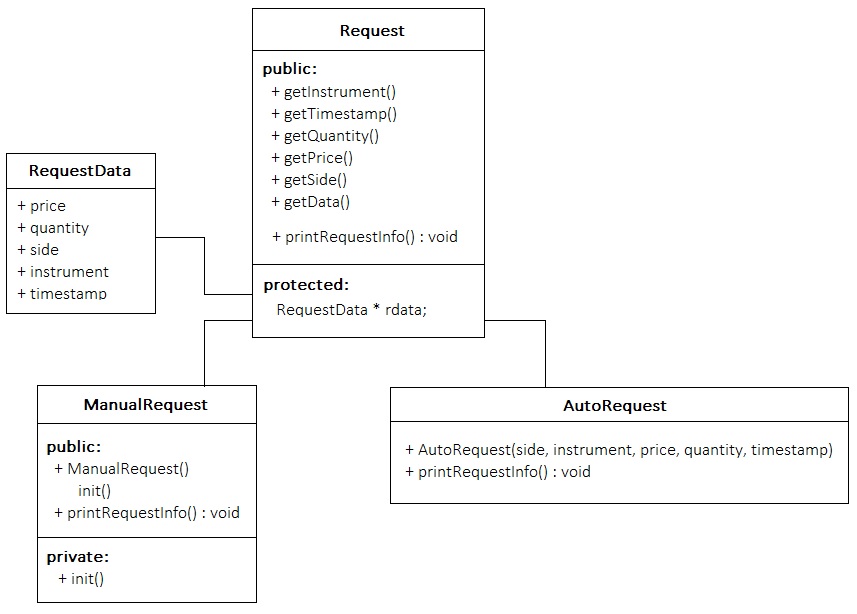 Request
public:
+ getInstrument()
+ getTimestamp()
+ getQuantity()
+ getPrice()
+ getSide()
+ getData()
+ printRequestInfo() : void
protected:
RequestData * rdata;
RequestData
+ price
+ quantity
+ side
+ instrument
+ timestamp
ManualRequest
public:
+ ManualRequest()
init()
+ printRequestInfo() : void
private:
+ init()
AutoRequest
+ AutoRequest(side, instrument, price, quantity, timestamp)
+ printRequestInfo() : void